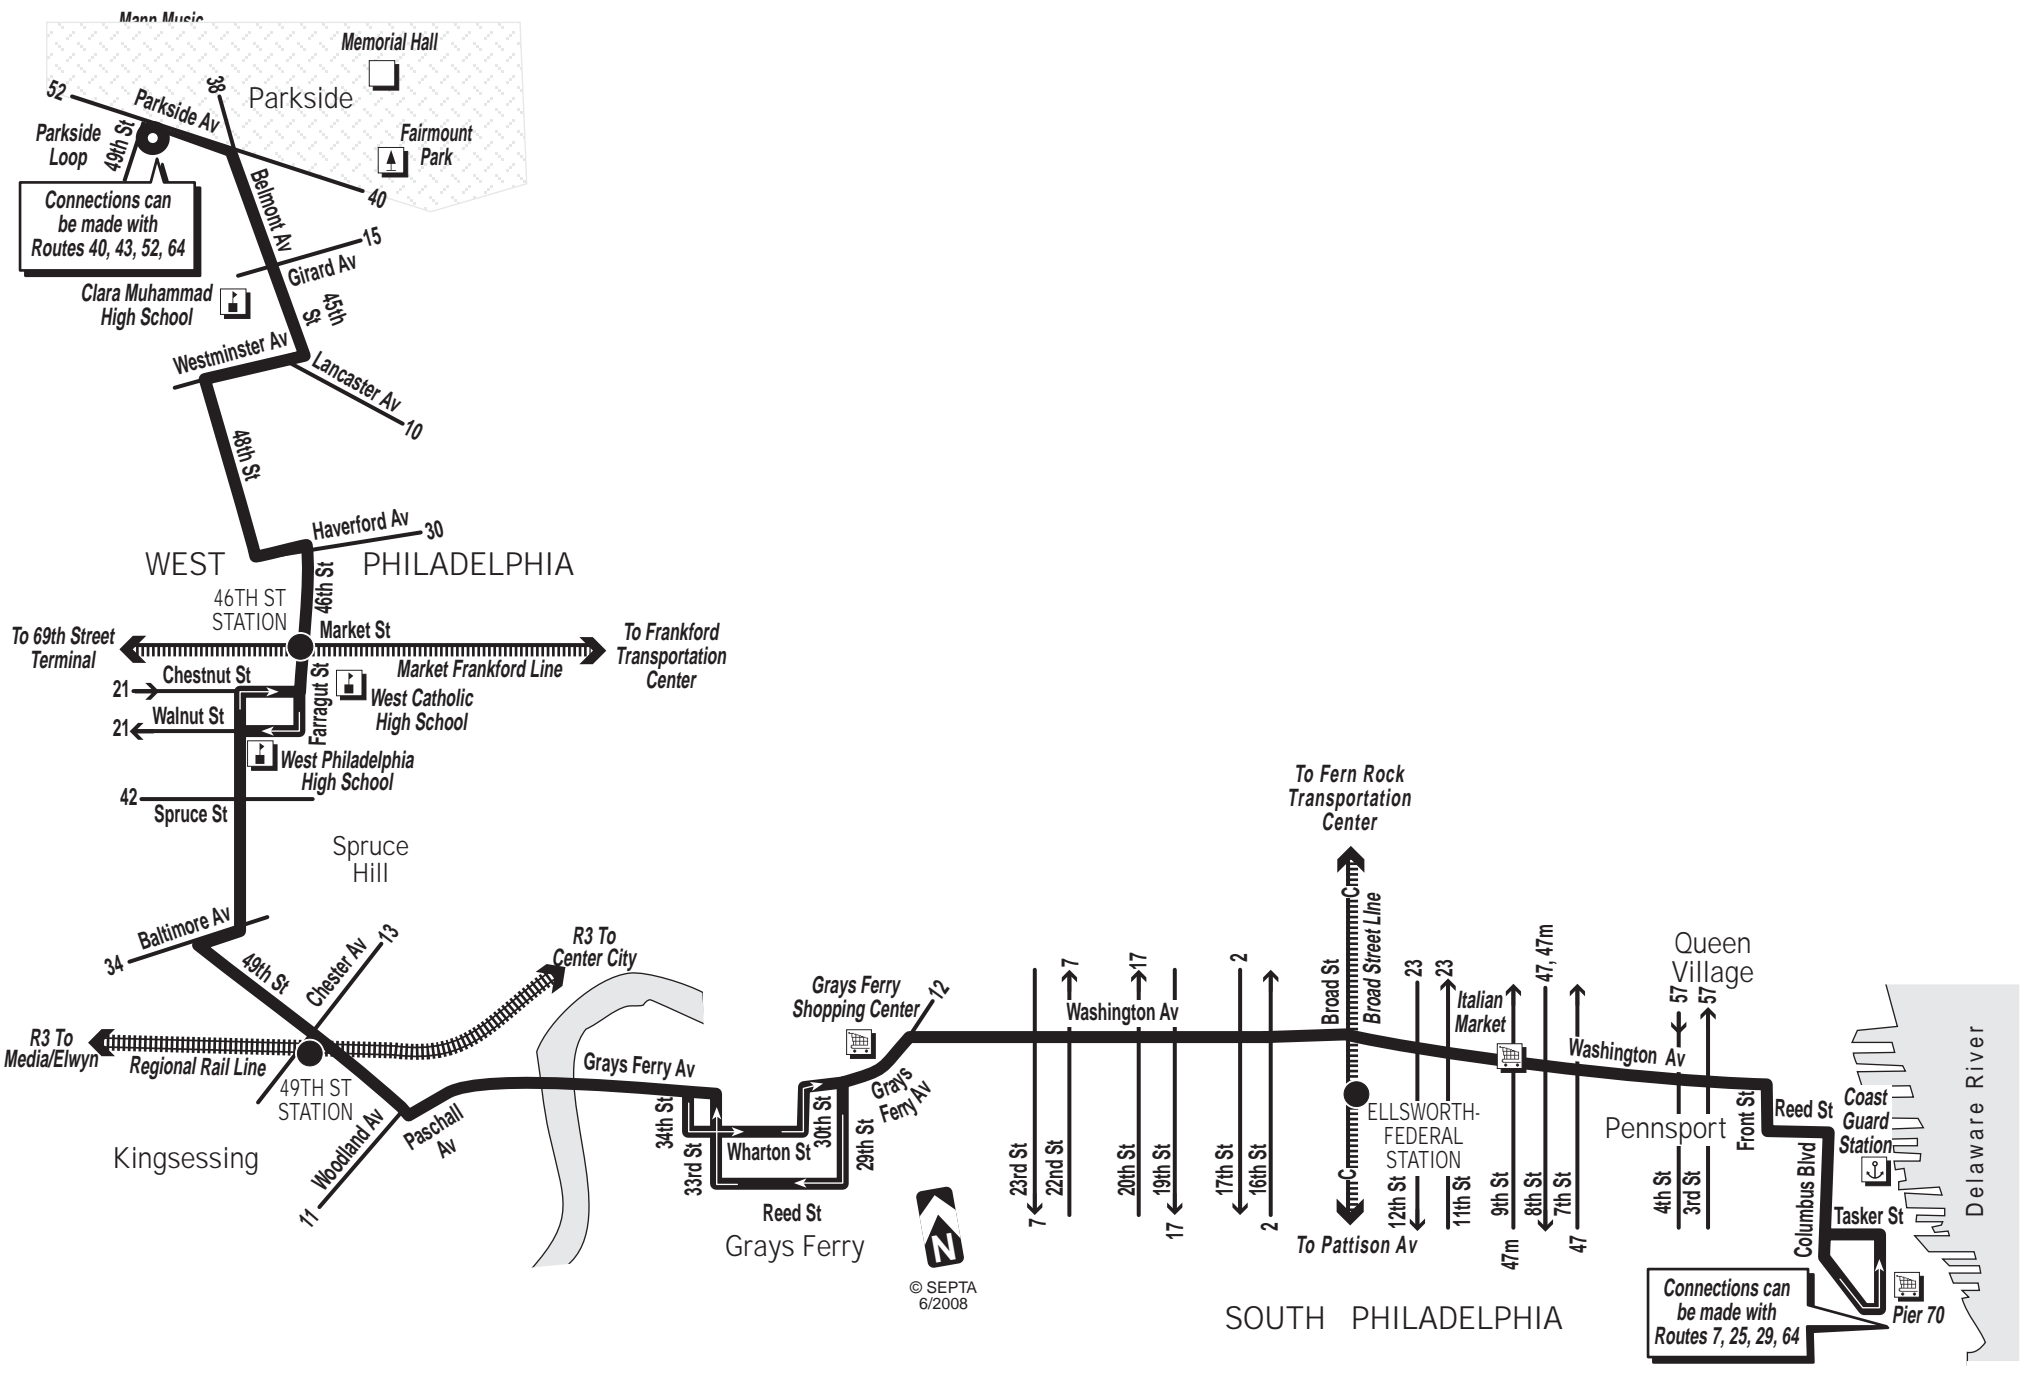 Mann Music
Memorial Hall
52
38
Parkside Av
Parkside
Parkside
Loop
49th St
Fairmount
Park
40
Connections can
be made with
Routes 40, 43, 52, 64
Belmont Av
15
Girard Av
Clara Muhammad
High School
45th
St
Westminster Av
Lancaster Av
10
48th St
Haverford Av
30
WEST PHILADELPHIA
46th St
46TH ST
STATION
To 69th Street
Terminal
Market St
Market Frankford Line
To Frankford
Transportation
Center
Chestnut St
21
Walnut St
21
Farragut St
West Catholic
High School
West Philadelphia
High School
42
Spruce St
Spruce
Hill
Baltimore Av
34
49th St
Chester Av
13
R3 To
Center City
R3 To
Media/Elwyn
Regional Rail Line
49TH ST
STATION
Kingsessing
Woodland Av
11
Paschall
Av
Grays Ferry Av
34th St
33rd St
Wharton St
30th St
29th St
Reed St
Grays Ferry
Grays Ferry
Shopping Center
12
Grays
Ferry Av
N
© SEPTA
6/2008
Washington Av
7
17
2
23rd St
22nd St
20th St
19th St
17th St
16th St
7
17
2
To Fern Rock
Transportation
Center
C
Broad St
Broad Street LIne
C
To Pattison Av
ELLSWORTH-
FEDERAL
STATION
23
23
Italian
Market
47, 47m
12th St
11th St
9th St
8th St
7th St
47m
47
Washington Av
57
57
Queen
Village
Pennsport
4th St
3rd St
Front St
Reed St
Coast
Guard
Station
Columbus Blvd
Tasker St
Pier 70
Delaware River
Connections can
be made with
Routes 7, 25, 29, 64
SOUTH PHILADELPHIA